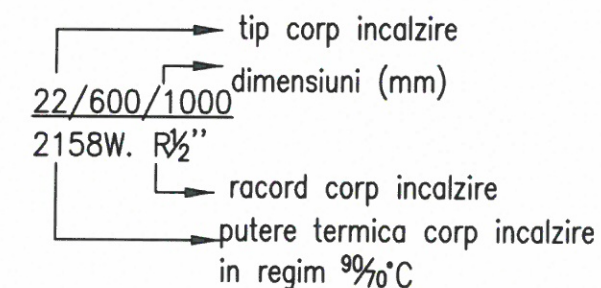 tip corp incalzire
dimensiuni (mm)
22/600/1000
2158W. R½"
racord corp incalzire
putere termica corp incalzire
in regim 90/70°C